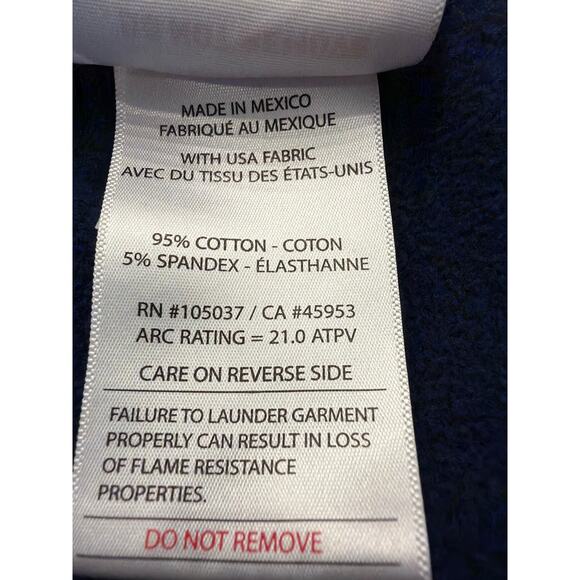 MADE IN MEXICO
FABRIQUÉ AU MEXIQUE
WITH USA FABRIC
AVEC DU TISSU DES ÉTATS-UNIS
95% COTTON - COTON
5% SPANDEX - ÉLASTHANNE
RN #105037 / CA #45953
ARC RATING = 21.0 ATPV
CARE ON REVERSE SIDE
FAILURE TO LAUNDER GARMENT
PROPERLY CAN RESULT IN LOSS
OF FLAME RESISTANCE
PROPERTIES.
DO NOT REMOVE